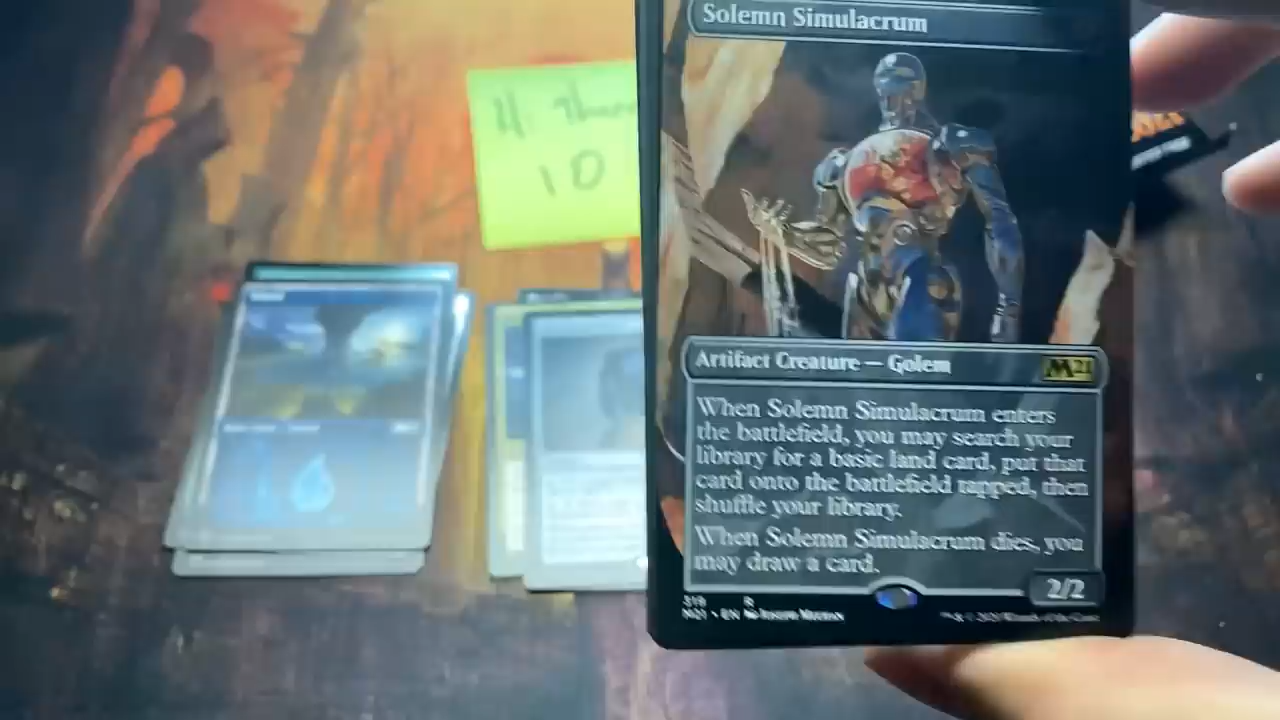 Solemn Simulacrum
10
Artifact Creature — Golem
M21
When Solemn Simulacrum enters
the battlefield, you may search your
library for a basic land card, put that
card onto the battlefield tapped, then
shuffle your library.
When Solemn Simulacrum dies, you
may draw a card.
2/2
R
M21 • EN